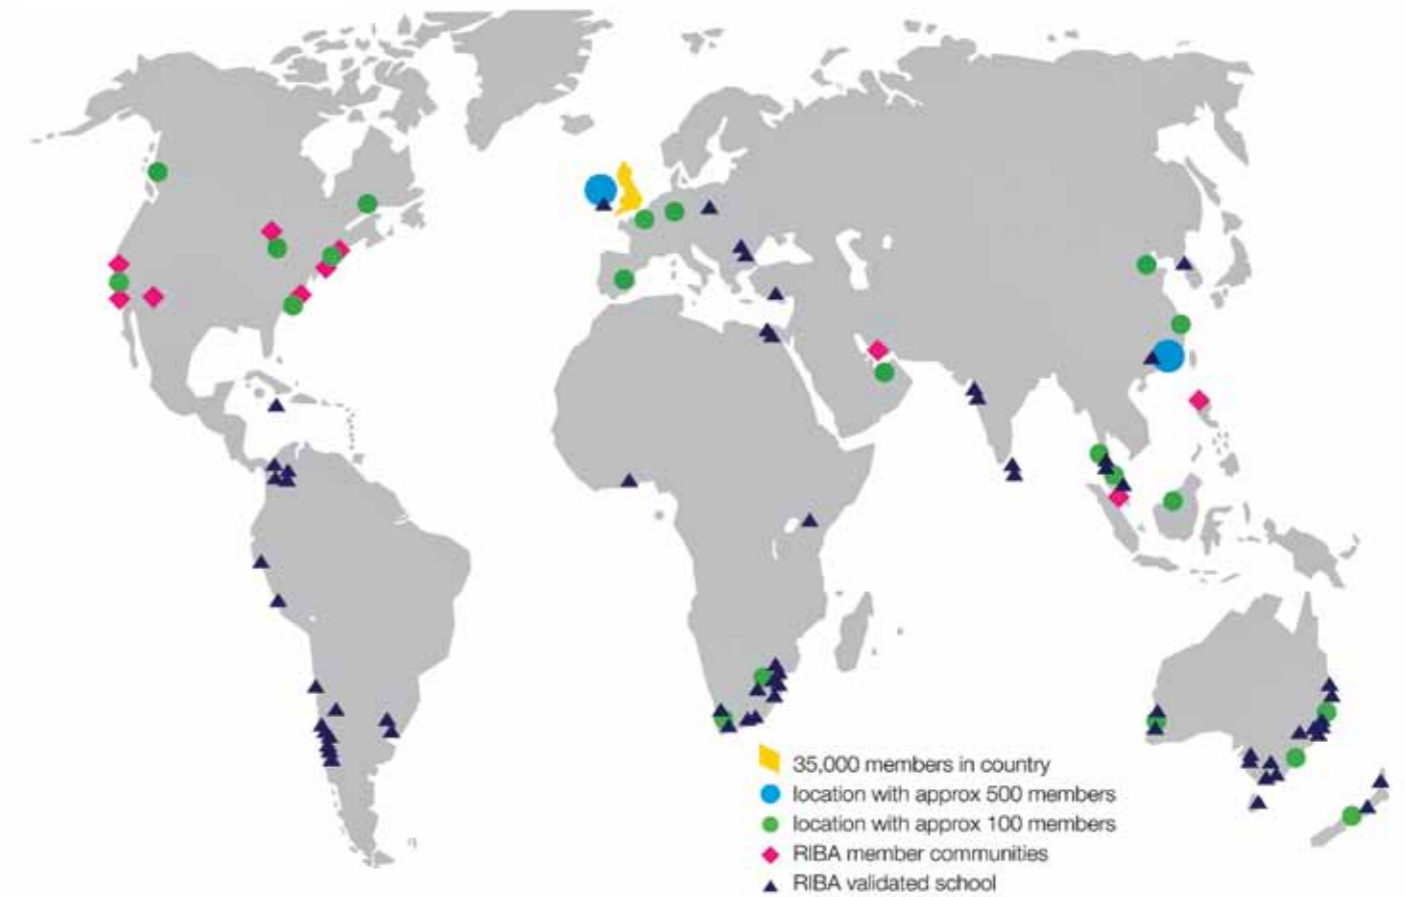 35,000 members in country
location with approx 500 members
location with approx 100 members
RIBA member communities
RIBA validated school